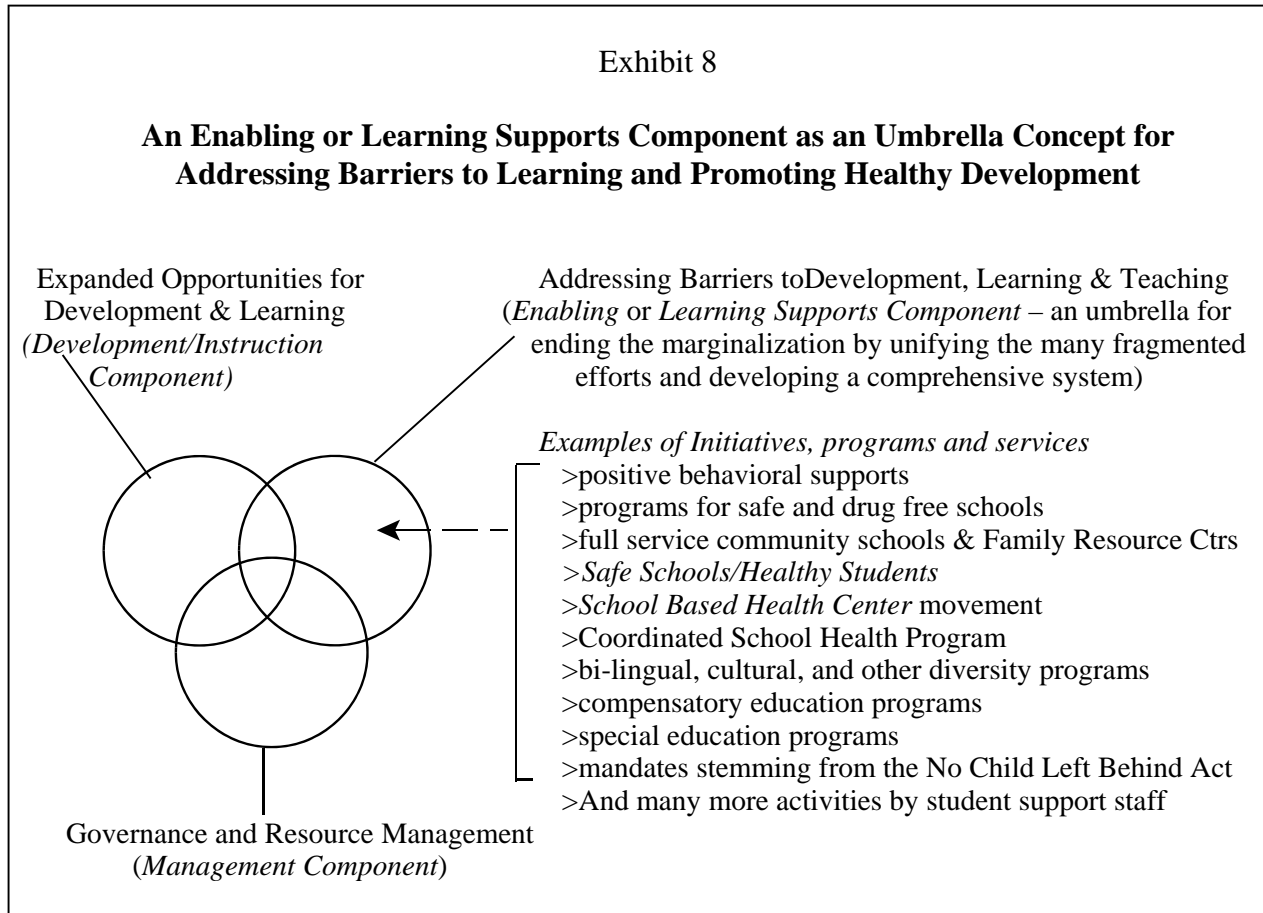 Exhibit 8
An Enabling or Learning Supports Component as an Umbrella Concept for
Addressing Barriers to Learning and Promoting Healthy Development
Expanded Opportunities for
Development & Learning
(Development/Instruction
Component)
Addressing Barriers toDevelopment, Learning & Teaching
(Enabling or Learning Supports Component – an umbrella for
ending the marginalization by unifying the many fragmented
efforts and developing a comprehensive system)
Examples of Initiatives, programs and services
>positive behavioral supports
>programs for safe and drug free schools
>full service community schools & Family Resource Ctrs
>Safe Schools/Healthy Students
>School Based Health Center movement
>Coordinated School Health Program
>bi-lingual, cultural, and other diversity programs
>compensatory education programs
>special education programs
>mandates stemming from the No Child Left Behind Act
>And many more activities by student support staff
Governance and Resource Management
(Management Component)